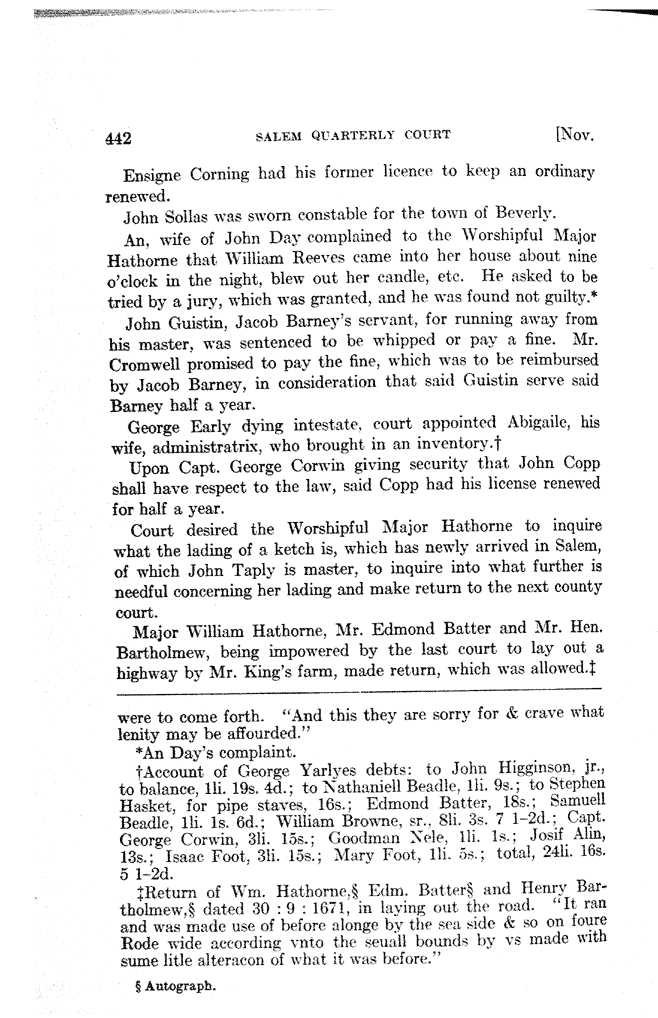 442 SALEM QUARTERLY COURT [Nov.
Ensigne Corning had his former licence to keep an ordinary
renewed.
John Sollas was sworn constable for the town of Beverly.
An, wife of John Day complained to the Worshipful Major
Hathorne that William Reeves came into her house about nine
o'clock in the night, blew out her candle, etc. He asked to be
tried by a jury, which was granted, and he was found not guilty.*
John Guistin, Jacob Barney's servant, for running away from
his master, was sentenced to be whipped or pay a fine. Mr.
Cromwell promised to pay the fine, which was to be reimbursed
by Jacob Barney, in consideration that said Guistin serve said
Barney half a year.
George Early dying intestate, court appointed Abigaile, his
wife, administratrix, who brought in an inventory.†
Upon Capt. George Corwin giving security that John Copp
shall have respect to the law, said Copp had his license renewed
for half a year.
Court desired the Worshipful Major Hathorne to inquire
what the lading of a ketch is, which has newly arrived in Salem,
of which John Taply is master, to inquire into what further is
needful concerning her lading and make return to the next county
court.
Major William Hathorne, Mr. Edmond Batter and Mr. Hen.
Bartholmew, being impowered by the last court to lay out a
highway by Mr. King's farm, made return, which was allowed.‡
were to come forth. "And this they are sorry for & crave what
lenity may be affourded."
*An Day's complaint.
†Account of George Yarlyes debts: to John Higginson, jr.,
to balance, 1li. 19s. 4d.; to Nathaniell Beadle, 1li. 9s.; to Stephen
Hasket, for pipe staves, 16s.; Edmond Batter, 18s.; Samuell
Beadle, 1li. 1s. 6d.; William Browne, sr., 8li. 3s. 7 1-2d.; Capt.
George Corwin, 3li. 15s.; Goodman Nele, 1li. 1s.; Josif Alin,
13s.; Isaac Foot, 3li. 15s.; Mary Foot, 1li. 5s.; total, 24li. 16s.
5 1-2d.
‡Return of Wm. Hathorne,§ Edm. Batter§ and Henry Bar-
tholmew,§ dated 30 : 9 : 1671, in laying out the road. "It ran
and was made use of before alonge by the sea side & so on foure
Rode wide according vnto the seuall bounds by vs made with
sume litle alteracon of what it was before."
§ Autograph.